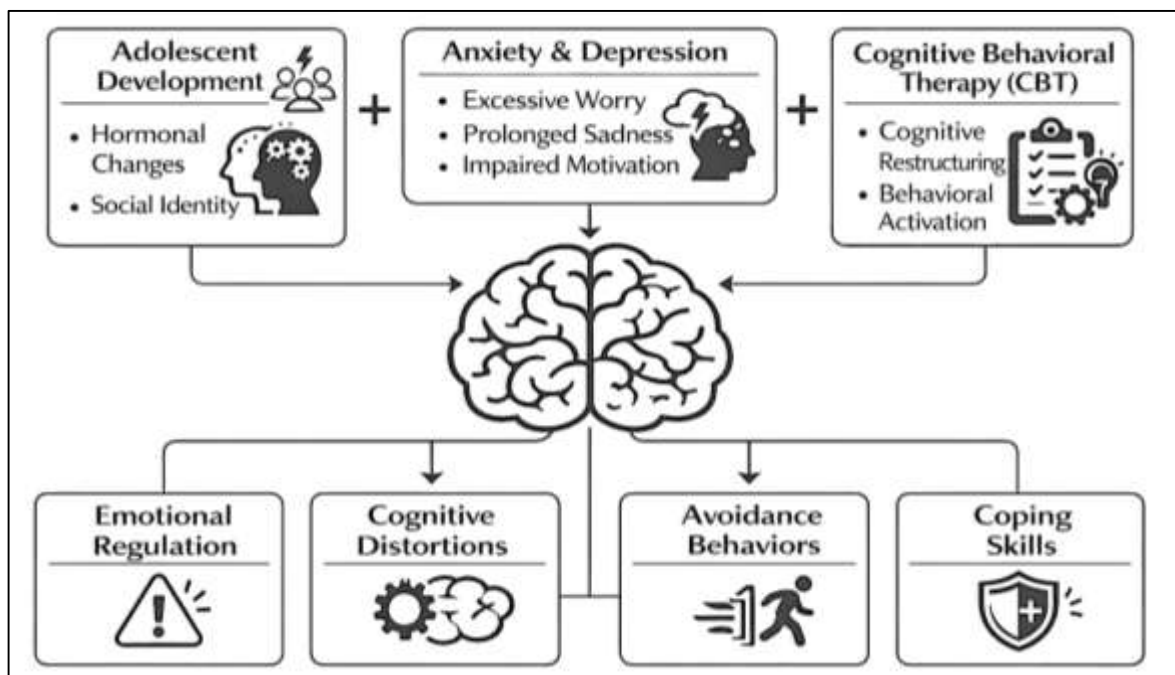 Adolescent
Development
• Hormonal
Changes
• Social Identity
+
Anxiety & Depression
• Excessive Worry
• Prolonged Sadness
• Impaired Motivation
+
Cognitive Behavioral
Therapy (CBT)
• Cognitive
Restructuring
• Behavioral
Activation
Emotional
Regulation
Cognitive
Distortions
Avoidance
Behaviors
Coping
Skills